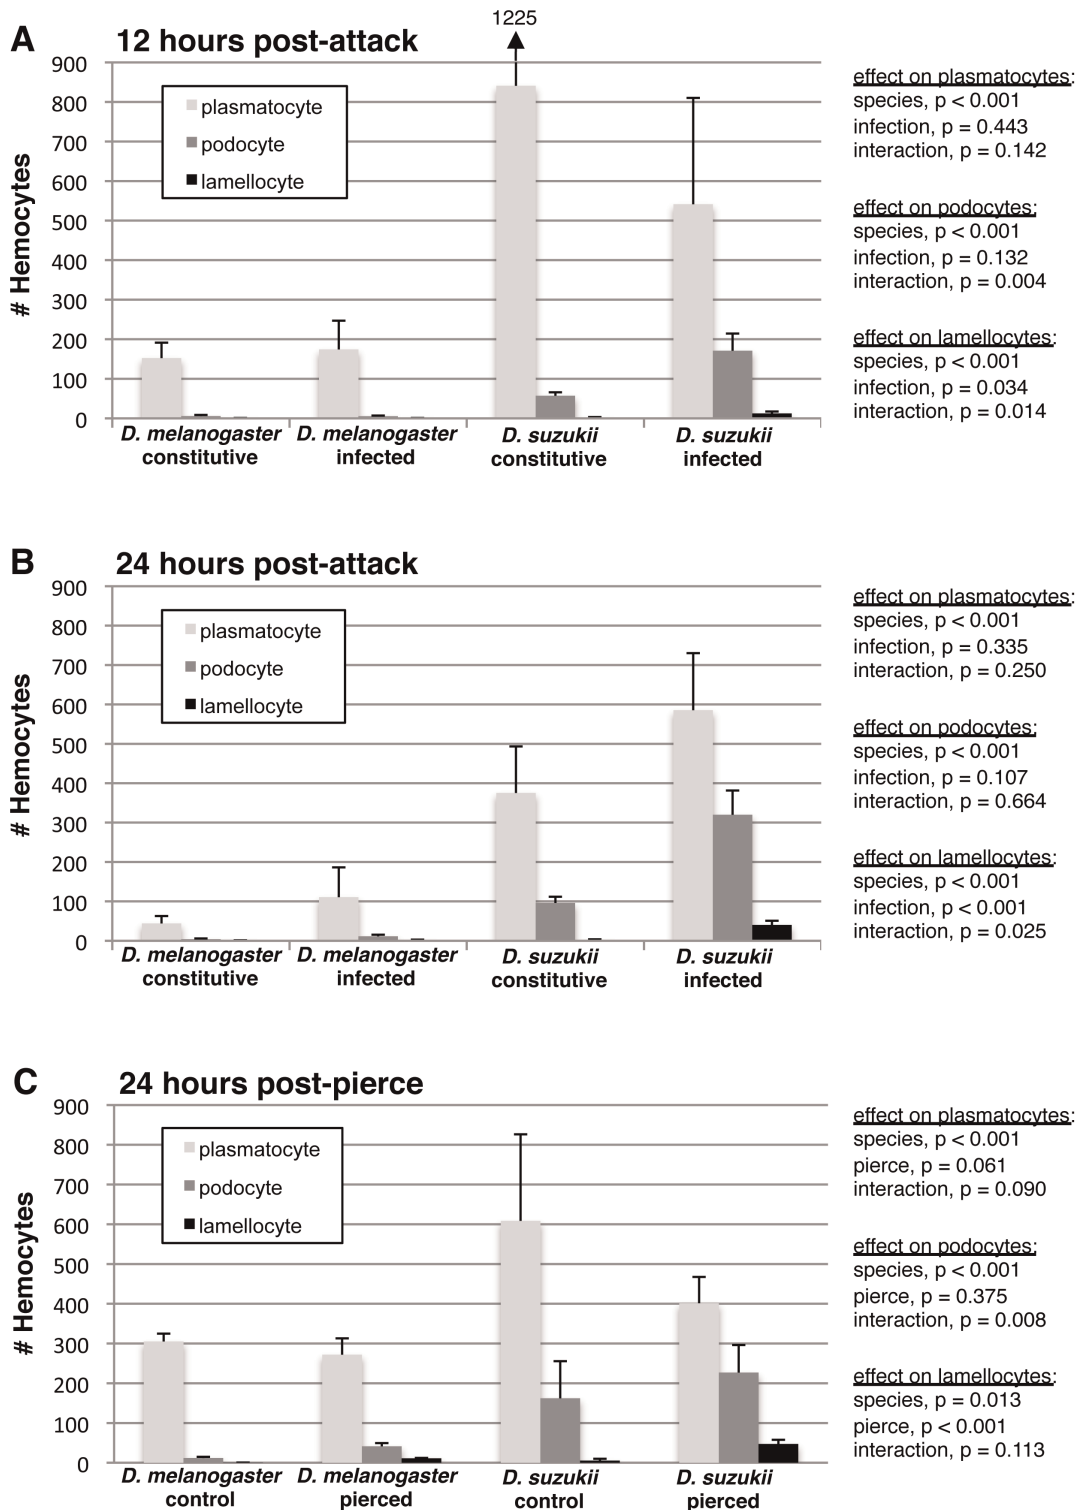 1225
A 12 hours post-attack
900
800
700
600
500
400
300
200
100
0
# Hemocytes
plasmatocyte
podocyte
lamellocyte
D. melanogaster
constitutive
D. melanogaster
infected
D. suzukii
constitutive
D. suzukii
infected
effect on plasmatocytes:
species, p < 0.001
infection, p = 0.443
interaction, p = 0.142
effect on podocytes:
species, p < 0.001
infection, p = 0.132
interaction, p = 0.004
effect on lamellocytes:
species, p < 0.001
infection, p = 0.034
interaction, p = 0.014
B 24 hours post-attack
900
800
700
600
500
400
300
200
100
0
# Hemocytes
plasmatocyte
podocyte
lamellocyte
D. melanogaster
constitutive
D. melanogaster
infected
D. suzukii
constitutive
D. suzukii
infected
effect on plasmatocytes:
species, p < 0.001
infection, p = 0.335
interaction, p = 0.250
effect on podocytes:
species, p < 0.001
infection, p = 0.107
interaction, p = 0.664
effect on lamellocytes:
species, p < 0.001
infection, p < 0.001
interaction, p = 0.025
C 24 hours post-pierce
900
800
700
600
500
400
300
200
100
0
# Hemocytes
plasmatocyte
podocyte
lamellocyte
D. melanogaster
control
D. melanogaster
pierced
D. suzukii
control
D. suzukii
pierced
effect on plasmatocytes:
species, p < 0.001
pierce, p = 0.061
interaction, p = 0.090
effect on podocytes:
species, p < 0.001
pierce, p = 0.375
interaction, p = 0.008
effect on lamellocytes:
species, p = 0.013
pierce, p < 0.001
interaction, p = 0.113